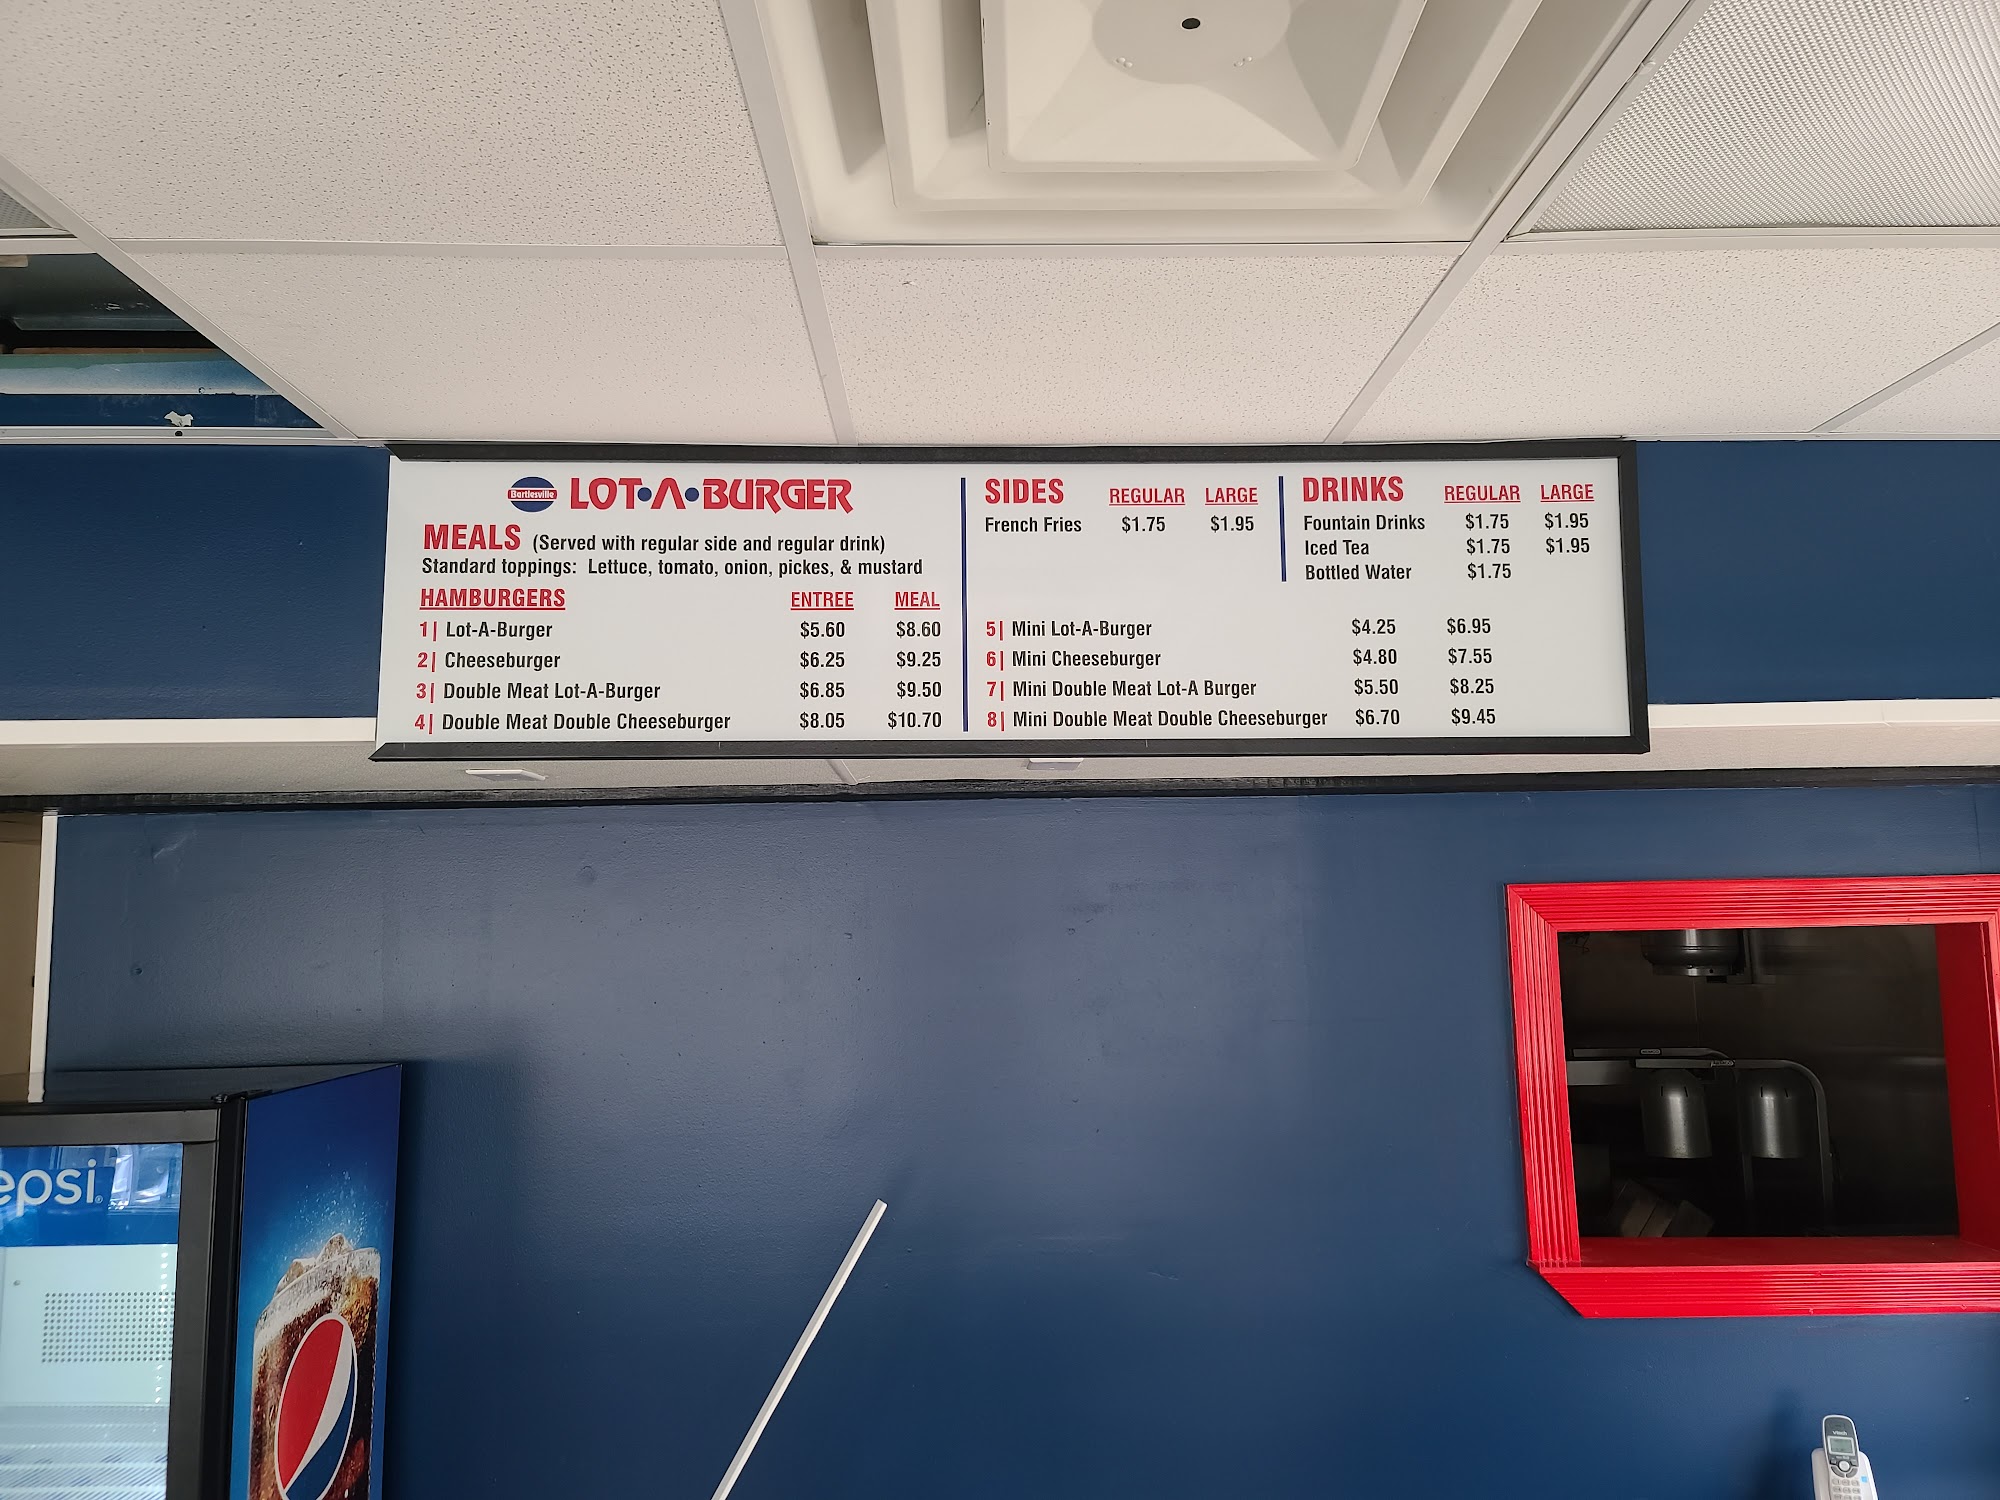 Bartlesville LOT•A•BURGER
MEALS (Served with regular side and regular drink)
Standard toppings: Lettuce, tomato, onion, pickes, & mustard
HAMBURGERS ENTREE MEAL
1| Lot-A-Burger $5.60 $8.60
2| Cheeseburger $6.25 $9.25
3| Double Meat Lot-A-Burger $6.85 $9.50
4| Double Meat Double Cheeseburger $8.05 $10.70
SIDES REGULAR LARGE
French Fries $1.75 $1.95
DRINKS REGULAR LARGE
Fountain Drinks $1.75 $1.95
Iced Tea $1.75 $1.95
Bottled Water $1.75
5| Mini Lot-A-Burger $4.25 $6.95
6| Mini Cheeseburger $4.80 $7.55
7| Mini Double Meat Lot-A Burger $5.50 $8.25
8| Mini Double Meat Double Cheeseburger $6.70 $9.45
epsi
vtech